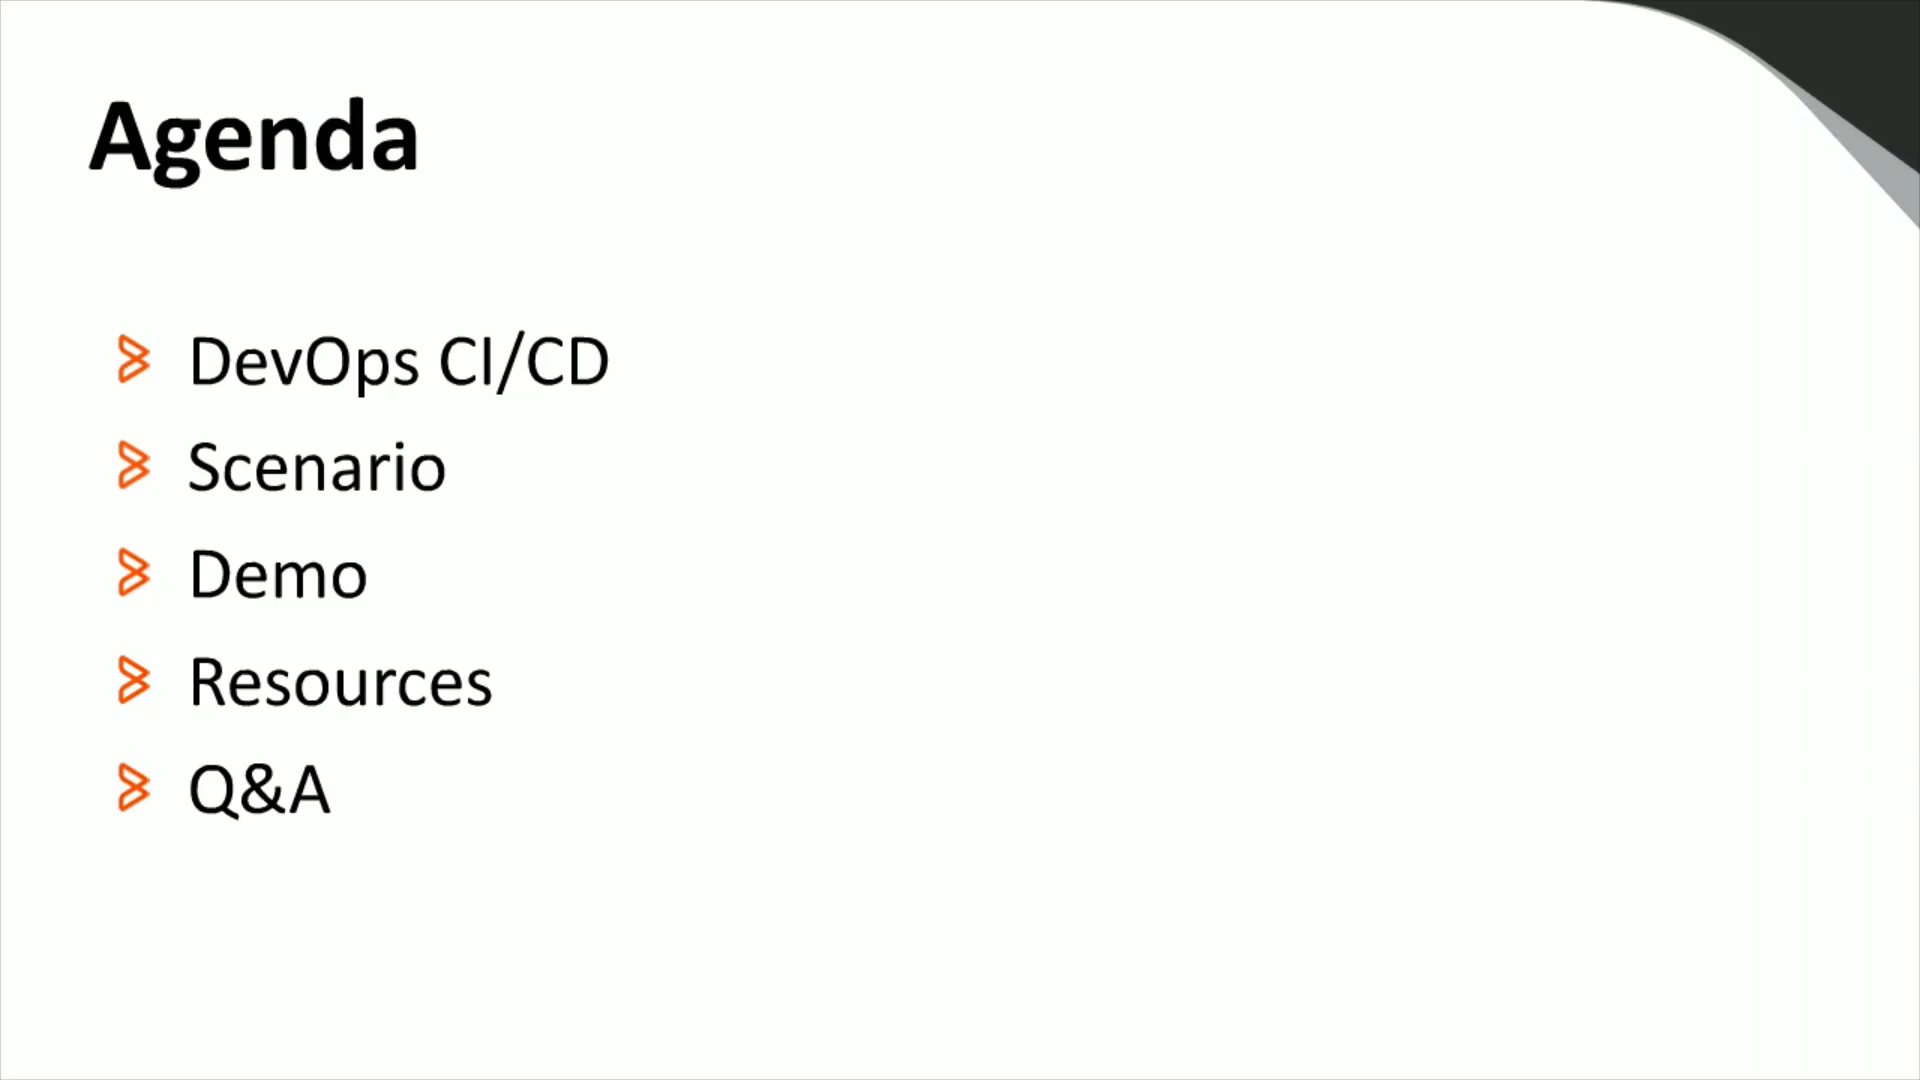 Agenda
DevOps CI/CD
Scenario
Demo
Resources
Q&A